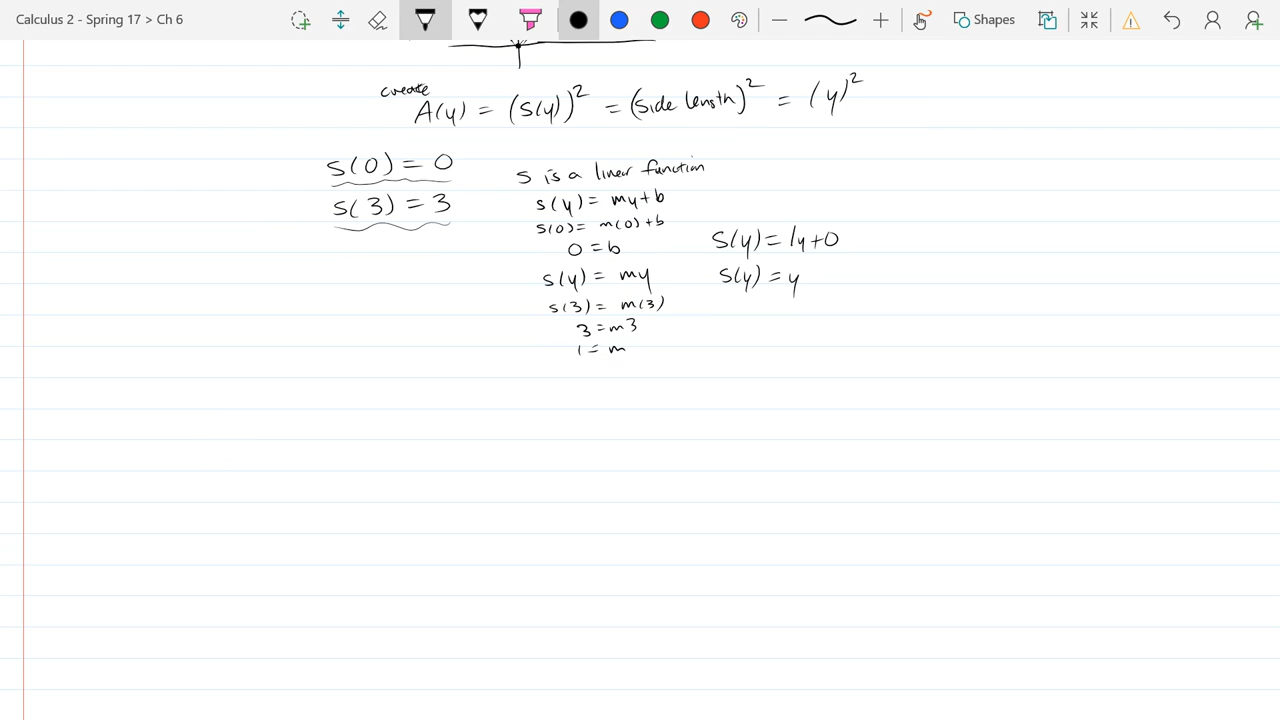 Calculus 2 - Spring 17 > Ch 6
Shapes
create
A(y) = (s(y))² = (side length)² = (y)²
s(0) = 0
s(3) = 3
s is a linear function
s(y) = my+b
s(0) = m(0)+b
0 = b
s(y) = my
s(3) = m(3)
3 = m3
1 = m
s(y) = 1y+0
s(y) = y